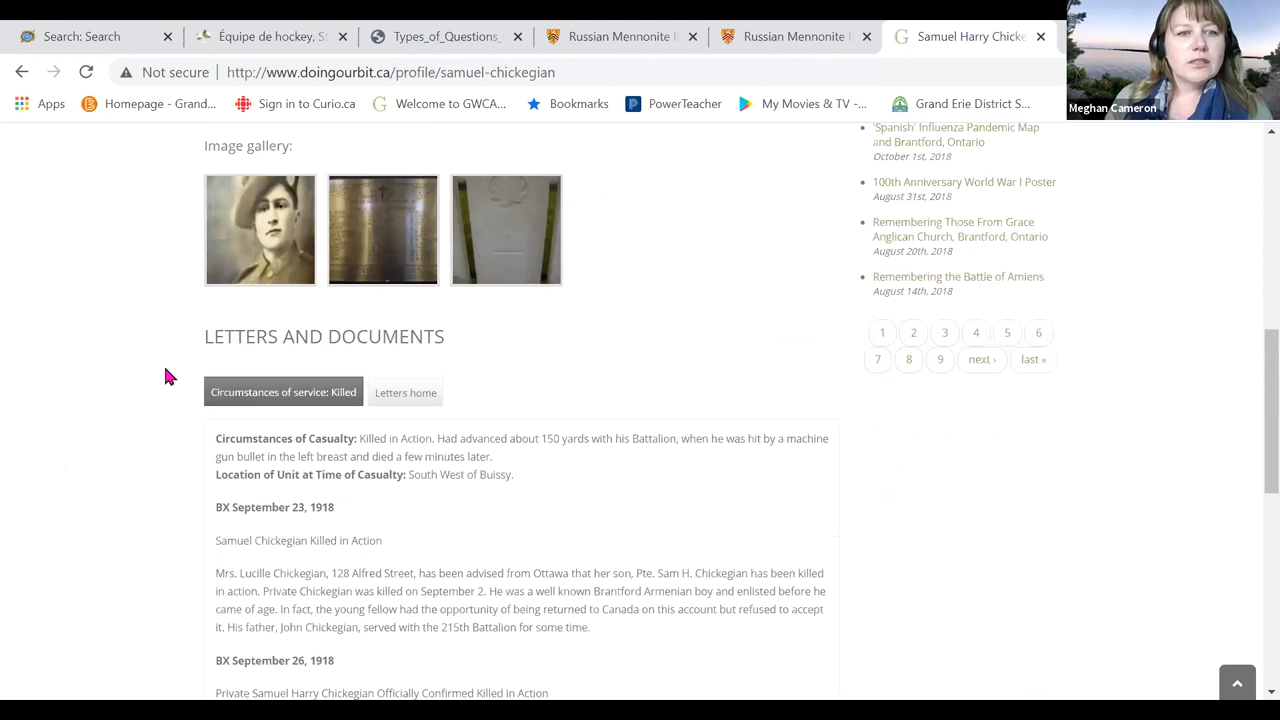 Search: Search
Équipe de hockey, St
Types_of_Questions_
Russian Mennonite I
Russian Mennonite
Samuel Harry Chicke
Not secure | http://www.doingourbit.ca/profile/samuel-chickegian
Apps
Homepage - Grand...
Sign in to Curio.ca
Welcome to GWCA...
Bookmarks
PowerTeacher
My Movies & TV -...
Grand Erie District S...
Meghan Cameron
Image gallery:
LETTERS AND DOCUMENTS
Circumstances of service: Killed
Letters home
Circumstances of Casualty: Killed in Action. Had advanced about 150 yards with his Battalion, when he was hit by a machine
gun bullet in the left breast and died a few minutes later.
Location of Unit at Time of Casualty: South West of Buissy.
BX September 23, 1918
Samuel Chickegian Killed in Action
Mrs. Lucille Chickegian, 128 Alfred Street, has been advised from Ottawa that her son, Pte. Sam H. Chickegian has been killed
in action. Private Chickegian was killed on September 2. He was a well known Brantford Armenian boy and enlisted before he
came of age. In fact, the young fellow had the opportunity of being returned to Canada on this account but refused to accept
it. His father, John Chickegian, served with the 215th Battalion for some time.
BX September 26, 1918
Private Samuel Harry Chickegian Officially Confirmed Killed in Action
'Spanish' Influenza Pandemic Map
and Brantford, Ontario
October 1st, 2018
100th Anniversary World War I Poster
August 31st, 2018
Remembering Those From Grace
Anglican Church, Brantford, Ontario
August 20th, 2018
Remembering the Battle of Amiens
August 14th, 2018
1 2 3 4 5 6
7 8 9 next › last »